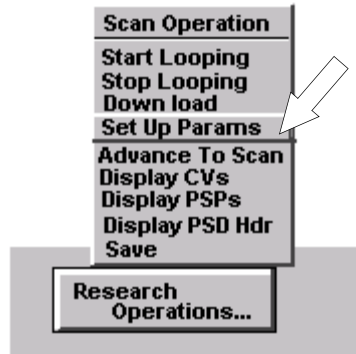 Scan Operation
Start Looping
Stop Looping
Down load
Set Up Params
Advance To Scan
Display CVs
Display PSPs
Display PSD Hdr
Save
Research
Operations...